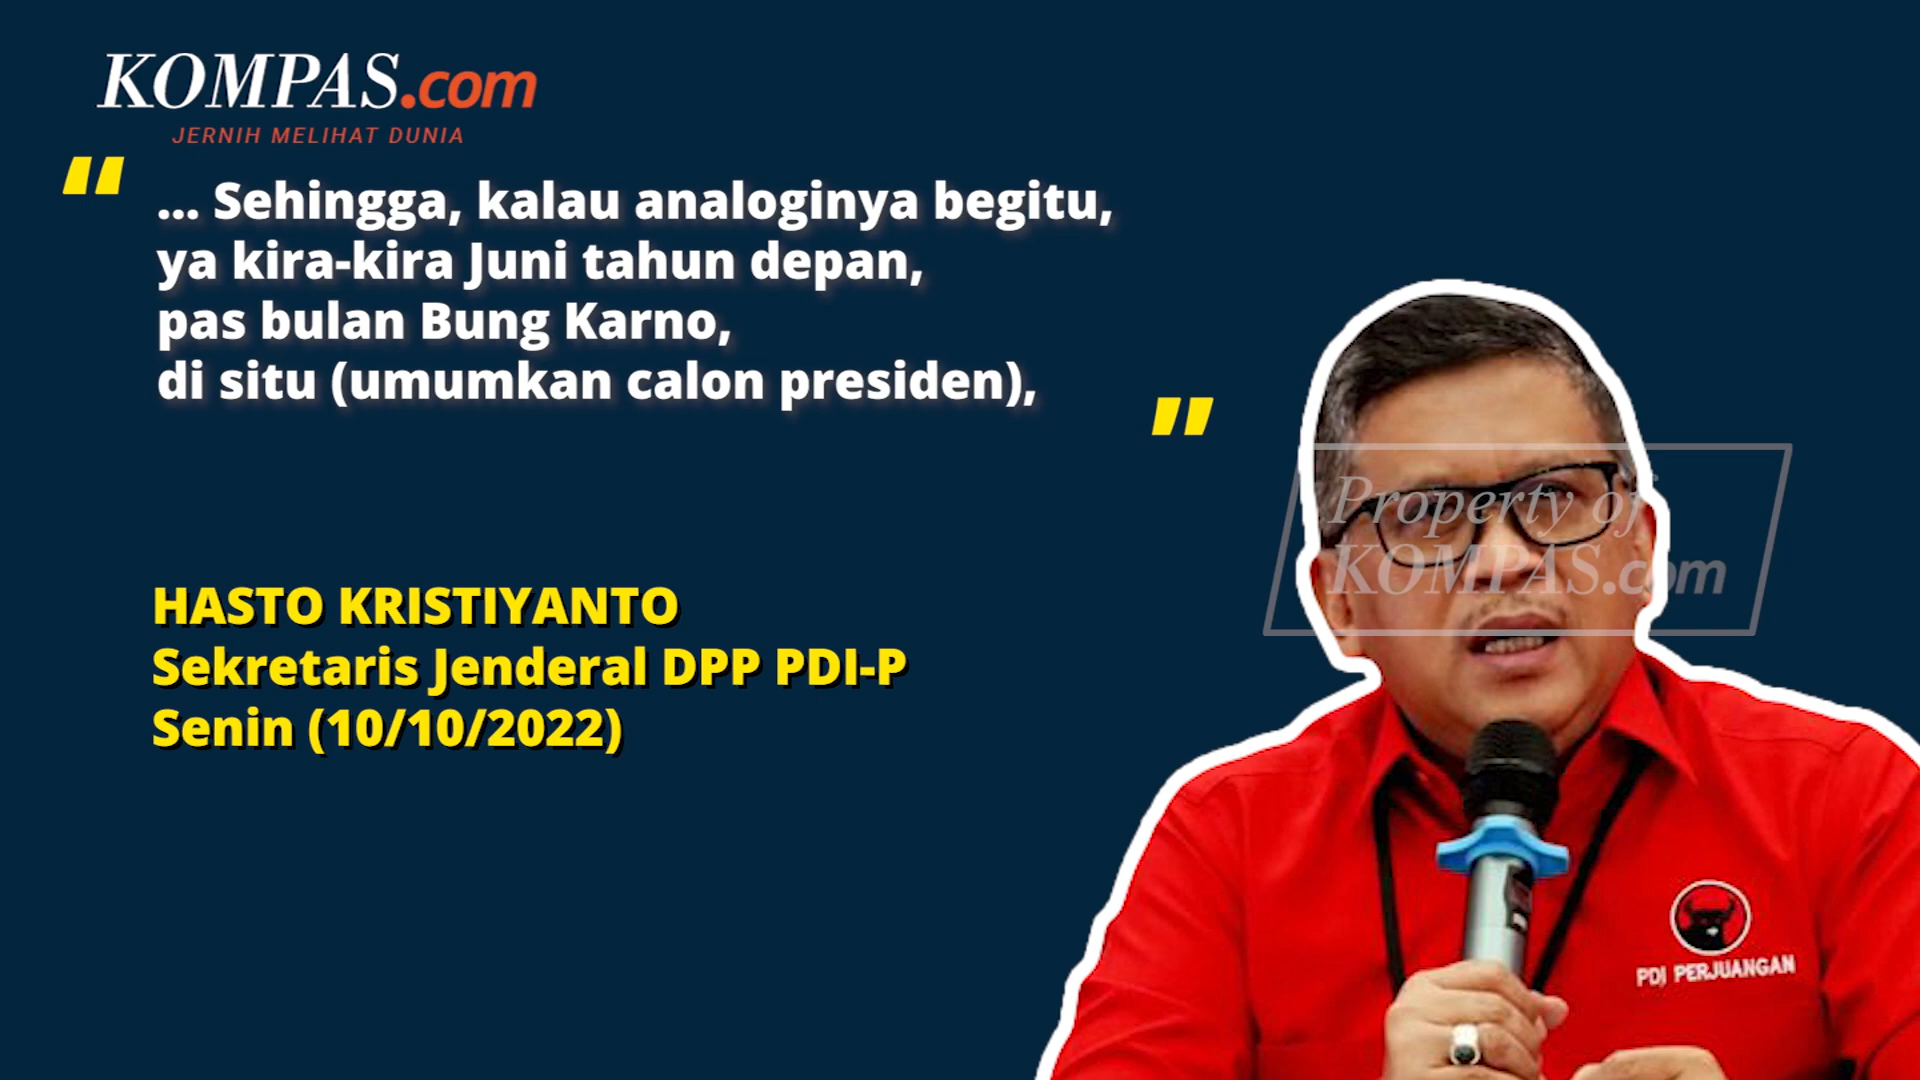 KOMPAS.com
JERNIH MELIHAT DUNIA
“ ... Sehingga, kalau analoginya begitu,
ya kira-kira Juni tahun depan,
pas bulan Bung Karno,
di situ (umumkan calon presiden), ”
Property of
KOMPAS.com
HASTO KRISTIYANTO
Sekretaris Jenderal DPP PDI-P
Senin (10/10/2022)
PDI PERJUANGAN